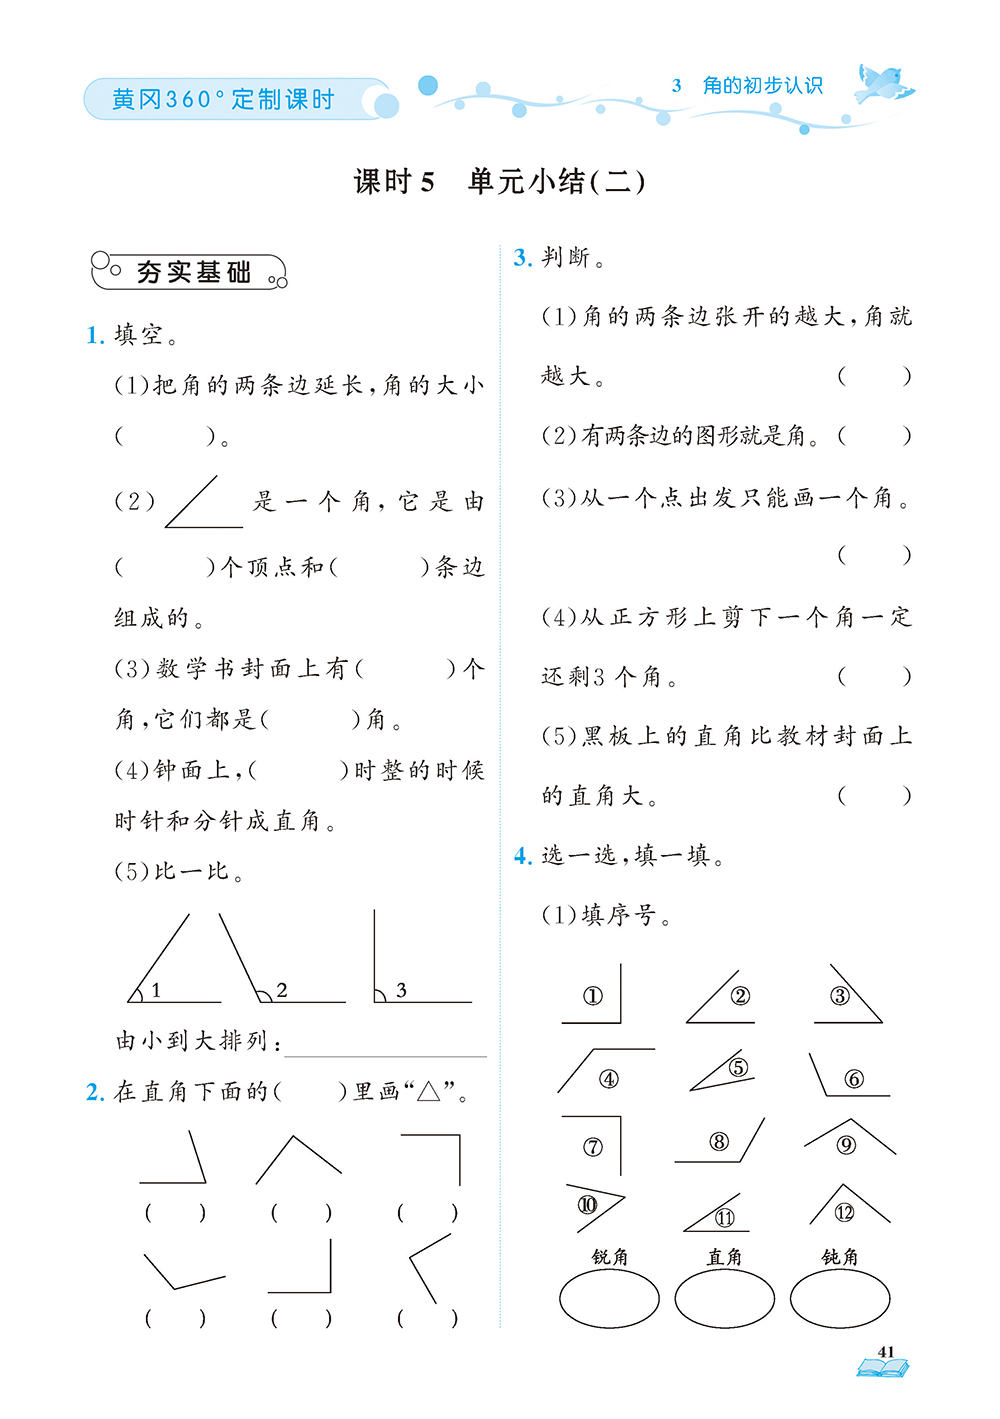 黄冈360°定制课时
3 角的初步认识
课时5 单元小结(二)
夯实基础
1. 填空。
(1)把角的两条边延长,角的大小
( )。
(2) 是一个角,它是由
( )个顶点和( )条边
组成的。
(3)数学书封面上有( )个
角,它们都是( )角。
(4)钟面上,( )时整的时候
时针和分针成直角。
(5)比一比。
1 2 3
由小到大排列:
2. 在直角下面的( )里画“△”。
( ) ( ) ( )
( ) ( ) ( )
3. 判断。
(1)角的两条边张开的越大,角就
越大。 ( )
(2)有两条边的图形就是角。 ( )
(3)从一个点出发只能画一个角。
( )
(4)从正方形上剪下一个角一定
还剩3个角。 ( )
(5)黑板上的直角比教材封面上
的直角大。 ( )
4. 选一选,填一填。
(1)填序号。
① ② ③
④ ⑤ ⑥
⑦ ⑧ ⑨
⑩ ⑪ ⑫
锐角 直角 钝角
41